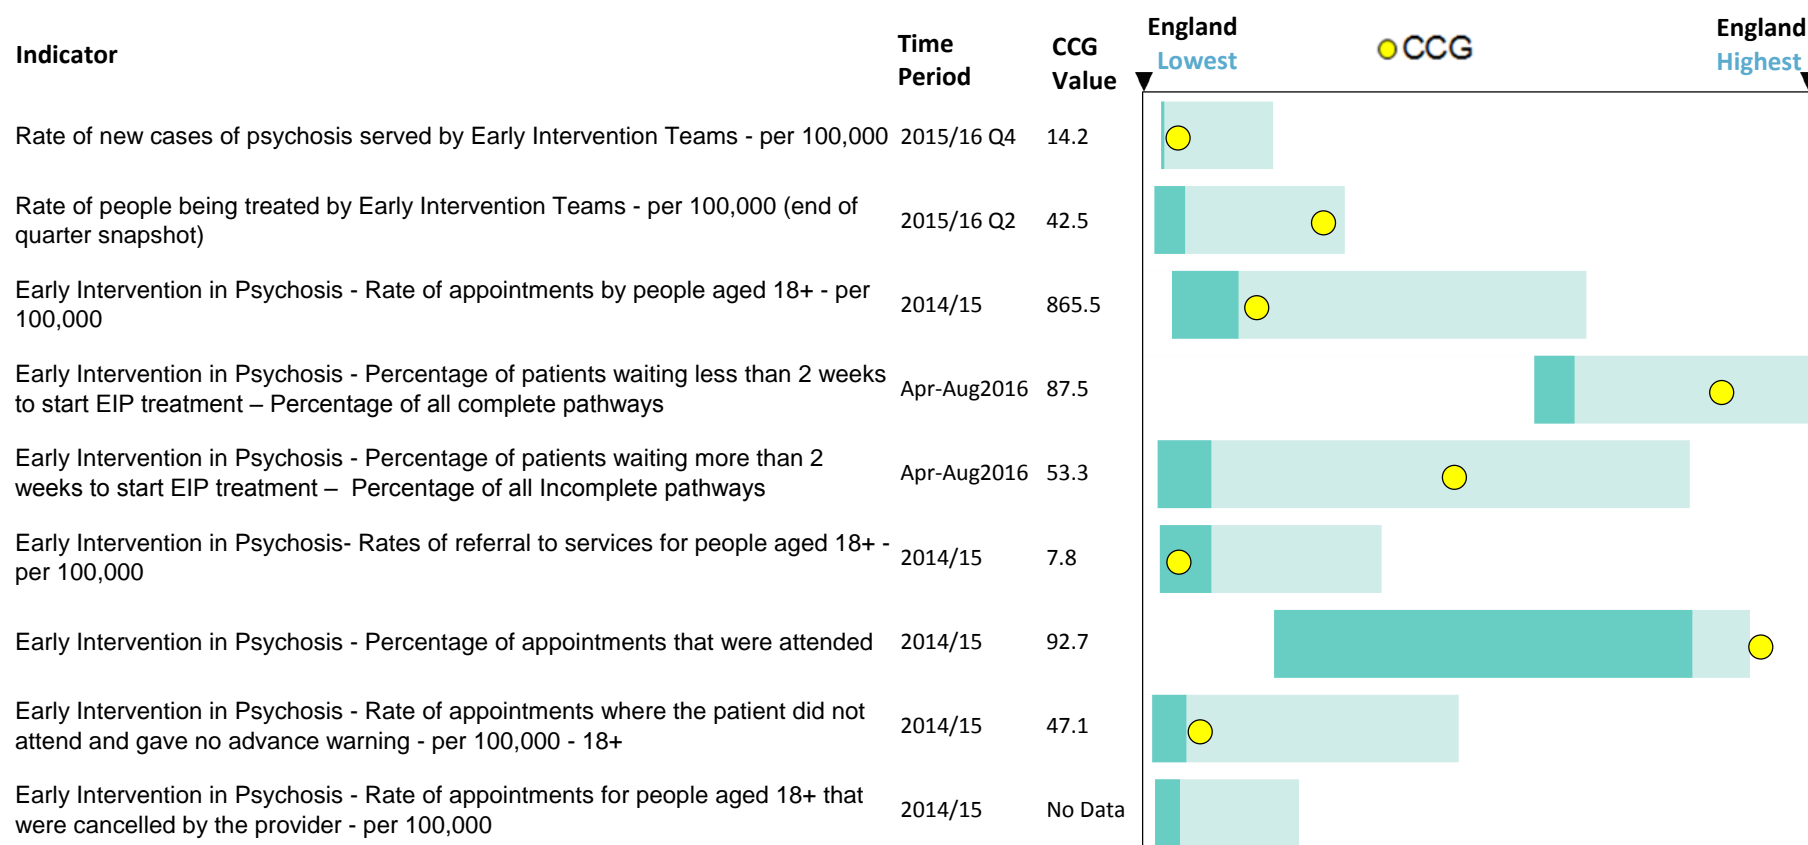 Indicator
Time
Period
CCG
Value
England
Lowest
CCG
England
Highest
Rate of new cases of psychosis served by Early Intervention Teams - per 100,000 2015/16 Q4 14.2
Rate of people being treated by Early Intervention Teams - per 100,000 (end of
quarter snapshot)
2015/16 Q2 42.5
Early Intervention in Psychosis - Rate of appointments by people aged 18+ - per
100,000
2014/15 865.5
Early Intervention in Psychosis - Percentage of patients waiting less than 2 weeks
to start EIP treatment – Percentage of all complete pathways
Apr-Aug2016 87.5
Early Intervention in Psychosis - Percentage of patients waiting more than 2
weeks to start EIP treatment – Percentage of all Incomplete pathways
Apr-Aug2016 53.3
Early Intervention in Psychosis- Rates of referral to services for people aged 18+ -
per 100,000
2014/15 7.8
Early Intervention in Psychosis - Percentage of appointments that were attended 2014/15 92.7
Early Intervention in Psychosis - Rate of appointments where the patient did not
attend and gave no advance warning - per 100,000 - 18+
2014/15 47.1
Early Intervention in Psychosis - Rate of appointments for people aged 18+ that
were cancelled by the provider - per 100,000
2014/15 No Data